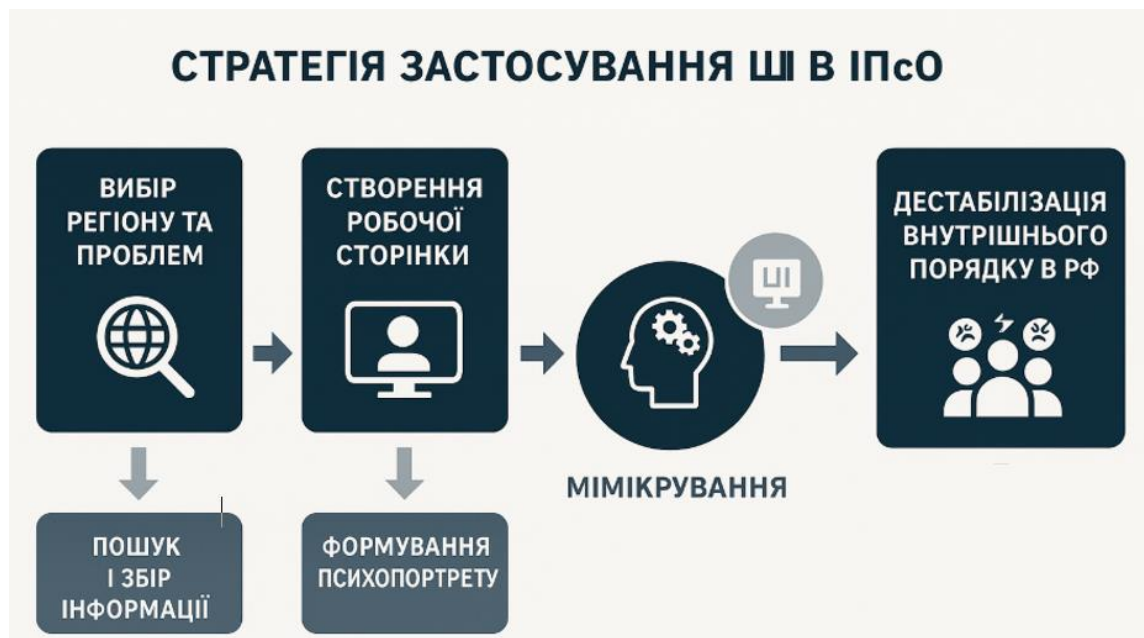 СТРАТЕГІЯ ЗАСТОСУВАННЯ ШІ В ІПсО
ВИБІР
РЕГІОНУ ТА
ПРОБЛЕМ
СТВОРЕННЯ
РОБОЧОЇ
СТОРІНКИ
ШІ
МІМІКРУВАННЯ
ДЕСТАБІЛІЗАЦІЯ
ВНУТРІШНЬОГО
ПОРЯДКУ В РФ
ПОШУК
І ЗБІР
ІНФОРМАЦІЇ
ФОРМУВАННЯ
ПСИХОПОРТРЕТУ